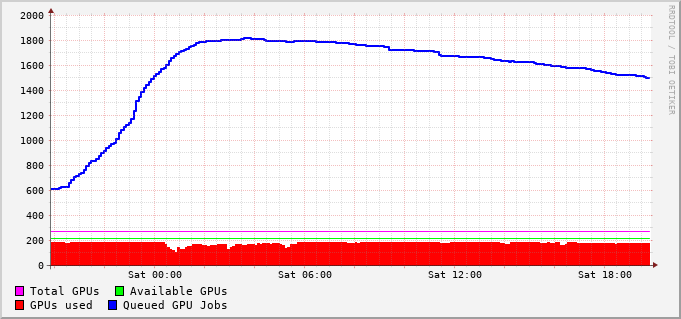 2000
1800
1600
1400
1200
1000
800
600
400
200
0
Sat 00:00 Sat 06:00 Sat 12:00 Sat 18:00
Total GPUs Available GPUs
GPUs used Queued GPU Jobs
RRDTOOL / TOBI OETIKER